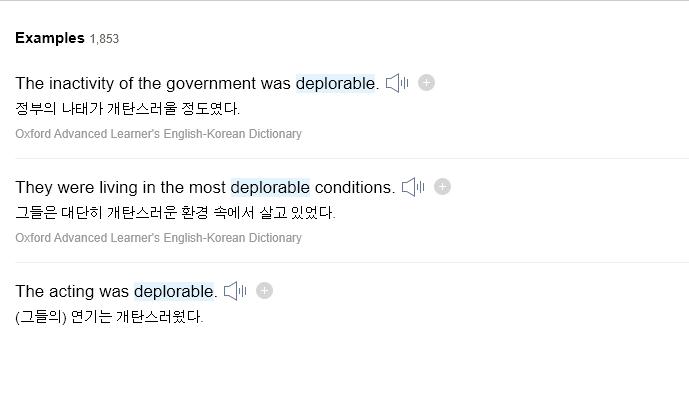 Examples 1,853
The inactivity of the government was deplorable.
정부의 나태가 개탄스러울 정도였다.
Oxford Advanced Learner's English-Korean Dictionary
They were living in the most deplorable conditions.
그들은 대단히 개탄스러운 환경 속에서 살고 있었다.
Oxford Advanced Learner's English-Korean Dictionary
The acting was deplorable.
(그들의) 연기는 개탄스러웠다.